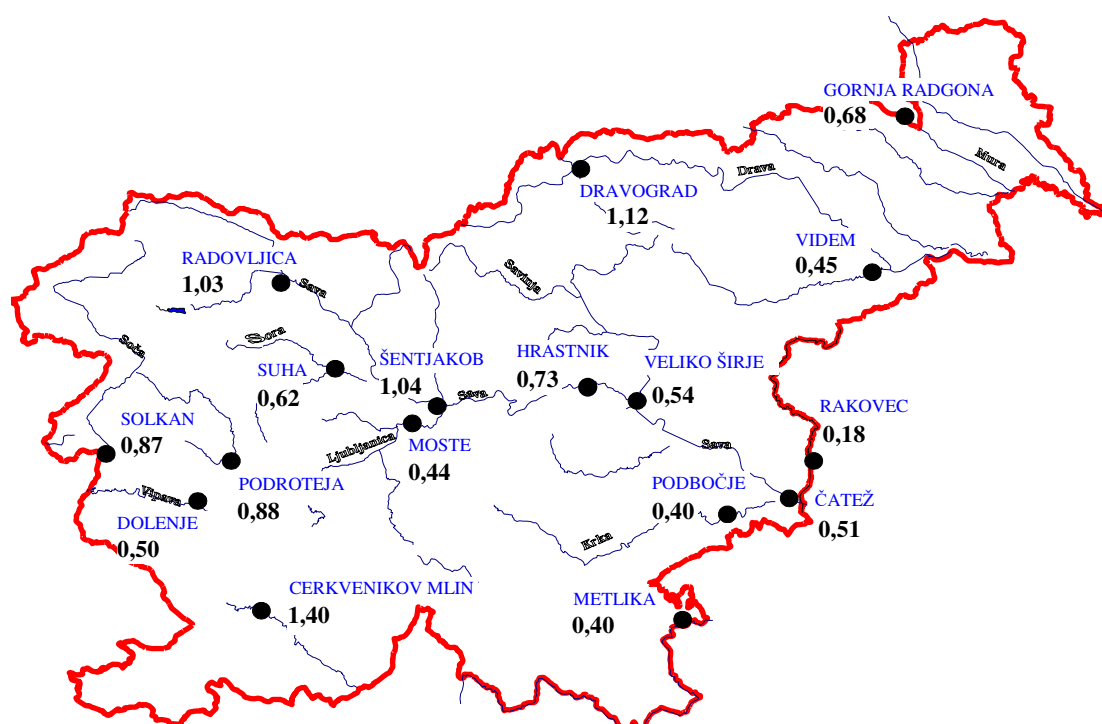 GORNJA RADGONA
0,68
Mura
Drava
DRAVOGRAD
1,12
VIDEM
0,45
RADOVLJICA
1,03
Sava
Savinja
Sora
Soča
SUHA
0,62
ŠENTJAKOB
1,04
Sava
HRASTNIK
0,73
VELIKO ŠIRJE
0,54
RAKOVEC
0,18
SOLKAN
0,87
Ljubljanica
MOSTE
0,44
Sava
PODROTEJA
0,88
Vipava
DOLENJE
0,50
PODBOČJE
0,40
ČATEŽ
0,51
Krka
CERKVENIKOV MLIN
1,40
METLIKA
0,40